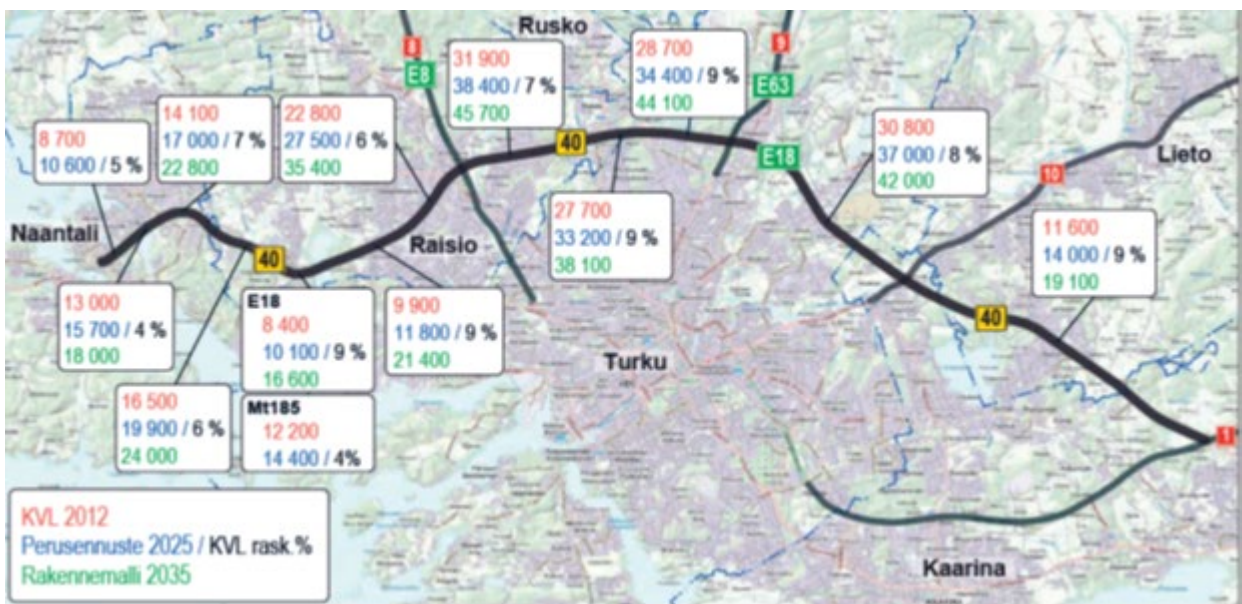 Rusko
8
E8
31 900
38 400 / 7 %
45 700
28 700
34 400 / 9 %
44 100
9
E63
8 700
10 600 / 5 %
14 100
17 000 / 7 %
22 800
22 800
27 500 / 6 %
35 400
40
E18
30 800
37 000 / 8 %
42 000
10
Lieto
Naantali
40
Raisio
27 700
33 200 / 9 %
38 100
11 600
14 000 / 9 %
19 100
13 000
15 700 / 4 %
18 000
E18
8 400
10 100 / 9 %
16 600
9 900
11 800 / 9 %
21 400
40
Turku
16 500
19 900 / 6 %
24 000
Mt185
12 200
14 400 / 4%
1
KVL 2012
Perusennuste 2025 / KVL rask.%
Rakennemalli 2035
Kaarina